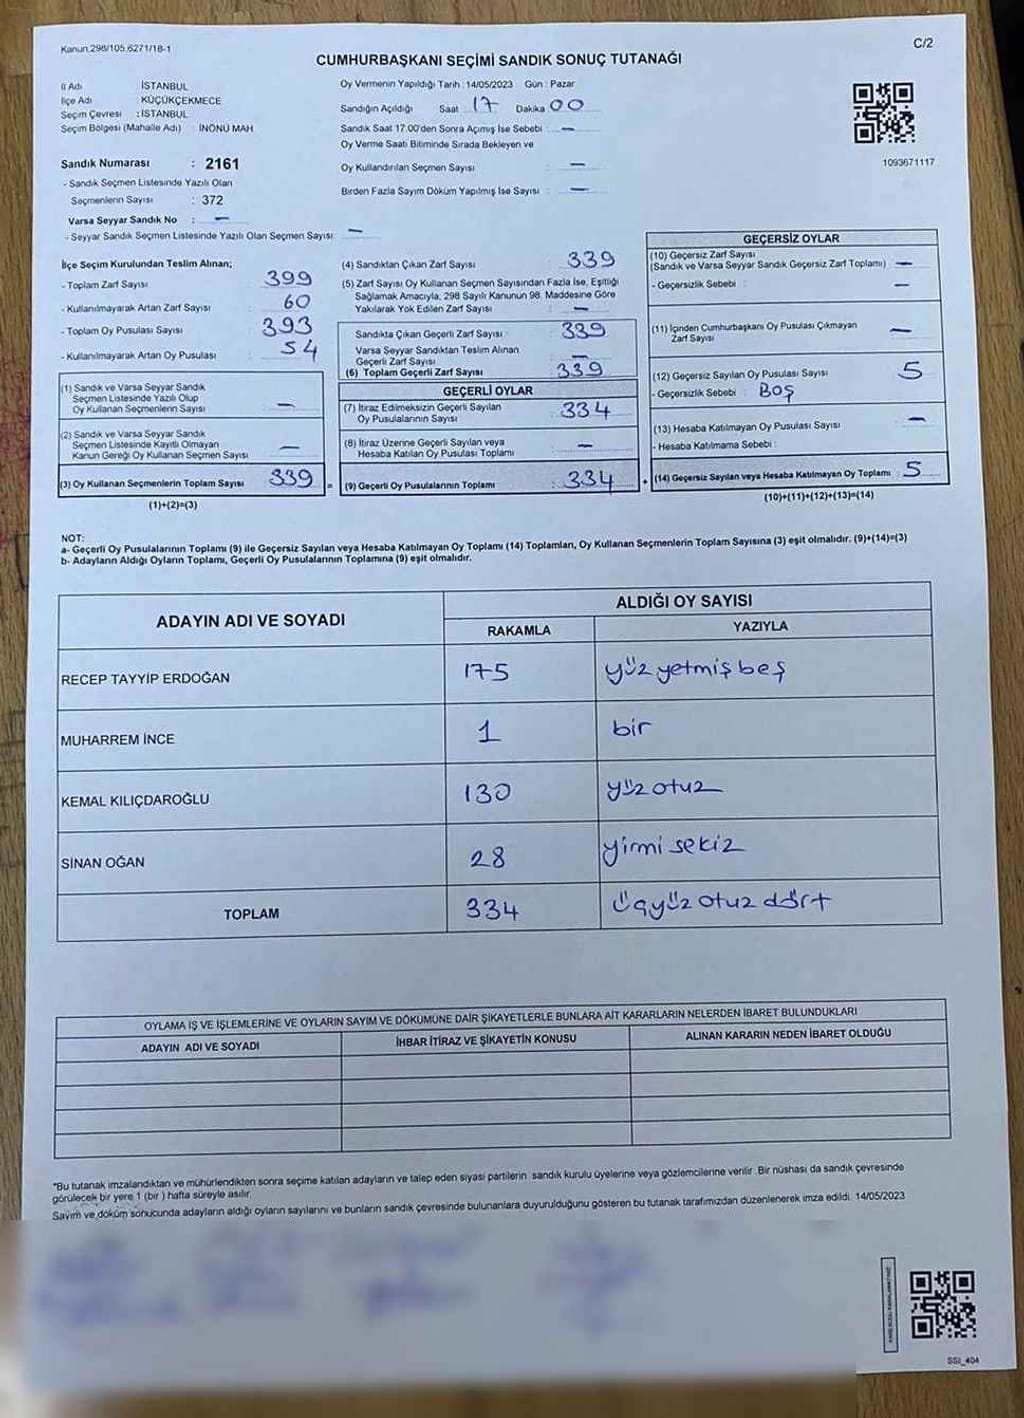 Kanun.298/105,6271/18-1
C/2
CUMHURBAŞKANI SEÇİMİ SANDIK SONUÇ TUTANAĞI
İl Adı : İSTANBUL
İlçe Adı : KÜÇÜKÇEKMECE
Seçim Çevresi : İSTANBUL
Seçim Bölgesi (Mahalle Adı) : İNÖNÜ MAH
Oy Vermenin Yapıldığı Tarih : 14/05/2023 Gün : Pazar
Sandığın Açıldığı Saat 17 Dakika 00
Sandık Saat 17.00'den Sonra Açımış İse Sebebi : —
Oy Verme Saati Bitiminde Sırada Bekleyen ve
Oy Kullandırılan Seçmen Sayısı : —
Birden Fazla Sayım Döküm Yapılmış İse Sayısı : —
1093671117
Sandık Numarası : 2161
- Sandık Seçmen Listesinde Yazılı Olan
Seçmenlerin Sayısı : 372
Varsa Seyyar Sandık No : —
- Seyyar Sandık Seçmen Listesinde Yazılı Olan Seçmen Sayısı: —
İlçe Seçim Kurulundan Teslim Alınan;
- Toplam Zarf Sayısı : 399
- Kullanılmayarak Artan Zarf Sayısı : 60
- Toplam Oy Pusulası Sayısı : 393
- Kullanılmayarak Artan Oy Pusulası : 54
(1) Sandık ve Varsa Seyyar Sandık
Seçmen Listesinde Yazılı Olup
Oy Kullanan Seçmenlerin Sayısı : —
(2) Sandık ve Varsa Seyyar Sandık
Seçmen Listesinde Kayıtlı Olmayan
Kanun Gereği Oy Kullanan Seçmen Sayısı : —
(3) Oy Kullanan Seçmenlerin Toplam Sayısı : 339 =
(1)+(2)=(3)
(4) Sandıktan Çıkan Zarf Sayısı : 339
(5) Zarf Sayısı Oy Kullanan Seçmen Sayısından Fazla İse, Eşitliği
Sağlamak Amacıyla, 298 Sayılı Kanunun 98. Maddesine Göre
Yakılarak Yok Edilen Zarf Sayısı : —
Sandıkta Çıkan Geçerli Zarf Sayısı : 339
Varsa Seyyar Sandıktan Teslim Alınan
Geçerli Zarf Sayısı : —
(6) Toplam Geçerli Zarf Sayısı : 339
GEÇERLİ OYLAR
(7) İtiraz Edilmeksizin Geçerli Sayılan
Oy Pusulalarının Sayısı : 334
(8) İtiraz Üzerine Geçerli Sayılan veya
Hesaba Katılan Oy Pusulası Toplamı : —
(9) Geçerli Oy Pusulalarının Toplamı : 334 +
GEÇERSİZ OYLAR
(10) Geçersiz Zarf Sayısı
(Sandık ve Varsa Seyyar Sandık Geçersiz Zarf Toplamı) : —
- Geçersizlik Sebebi : —
(11) İçinden Cumhurbaşkanı Oy Pusulası Çıkmayan
Zarf Sayısı : —
(12) Geçersiz Sayılan Oy Pusulası Sayısı : 5
- Geçersizlik Sebebi : BOŞ
(13) Hesaba Katılmayan Oy Pusulası Sayısı : —
- Hesaba Katılmama Sebebi :
(14) Geçersiz Sayılan veya Hesaba Katılmayan Oy Toplamı : 5
(10)+(11)+(12)+(13)=(14)
NOT:
a- Geçerli Oy Pusulalarının Toplamı (9) ile Geçersiz Sayılan veya Hesaba Katılmayan Oy Toplamı (14) Toplamları, Oy Kullanan Seçmenlerin Toplam Sayısına (3) eşit olmalıdır. (9)+(14)=(3)
b- Adayların Aldığı Oyların Toplamı, Geçerli Oy Pusulalarının Toplamına (9) eşit olmalıdır.
ADAYIN ADI VE SOYADI
ALDIĞI OY SAYISI
RAKAMLA YAZIYLA
RECEP TAYYİP ERDOĞAN 175 yüz yetmiş beş
MUHARREM İNCE 1 bir
KEMAL KILIÇDAROĞLU 130 yüz otuz
SİNAN OĞAN 28 yirmi sekiz
TOPLAM 334 üçyüz otuz dört
OYLAMA İŞ VE İŞLEMLERİNE VE OYLARIN SAYIM VE DÖKÜMÜNE DAİR ŞİKAYETLERLE BUNLARA AİT KARARLARIN NELERDEN İBARET BULUNDUKLARI
ADAYIN ADI VE SOYADI İHBAR İTİRAZ VE ŞİKAYETİN KONUSU ALINAN KARARIN NEDEN İBARET OLDUĞU
*Bu tutanak imzalandıktan ve mühürlendikten sonra seçime katılan adayların ve talep eden siyasi partilerin sandık kurulu üyelerine veya gözlemcilerine verilir. Bir nüshası da sandık çevresinde
görülecek bir yere 1 (bir ) hafta süreyle asılır.
Sayım ve döküm sonucunda adayların aldığı oyların sayılarını ve bunların sandık çevresinde bulunanlara duyurulduğunu gösteren bu tutanak tarafımızdan düzenlenerek imza edildi. 14/05/2023
SSI_404